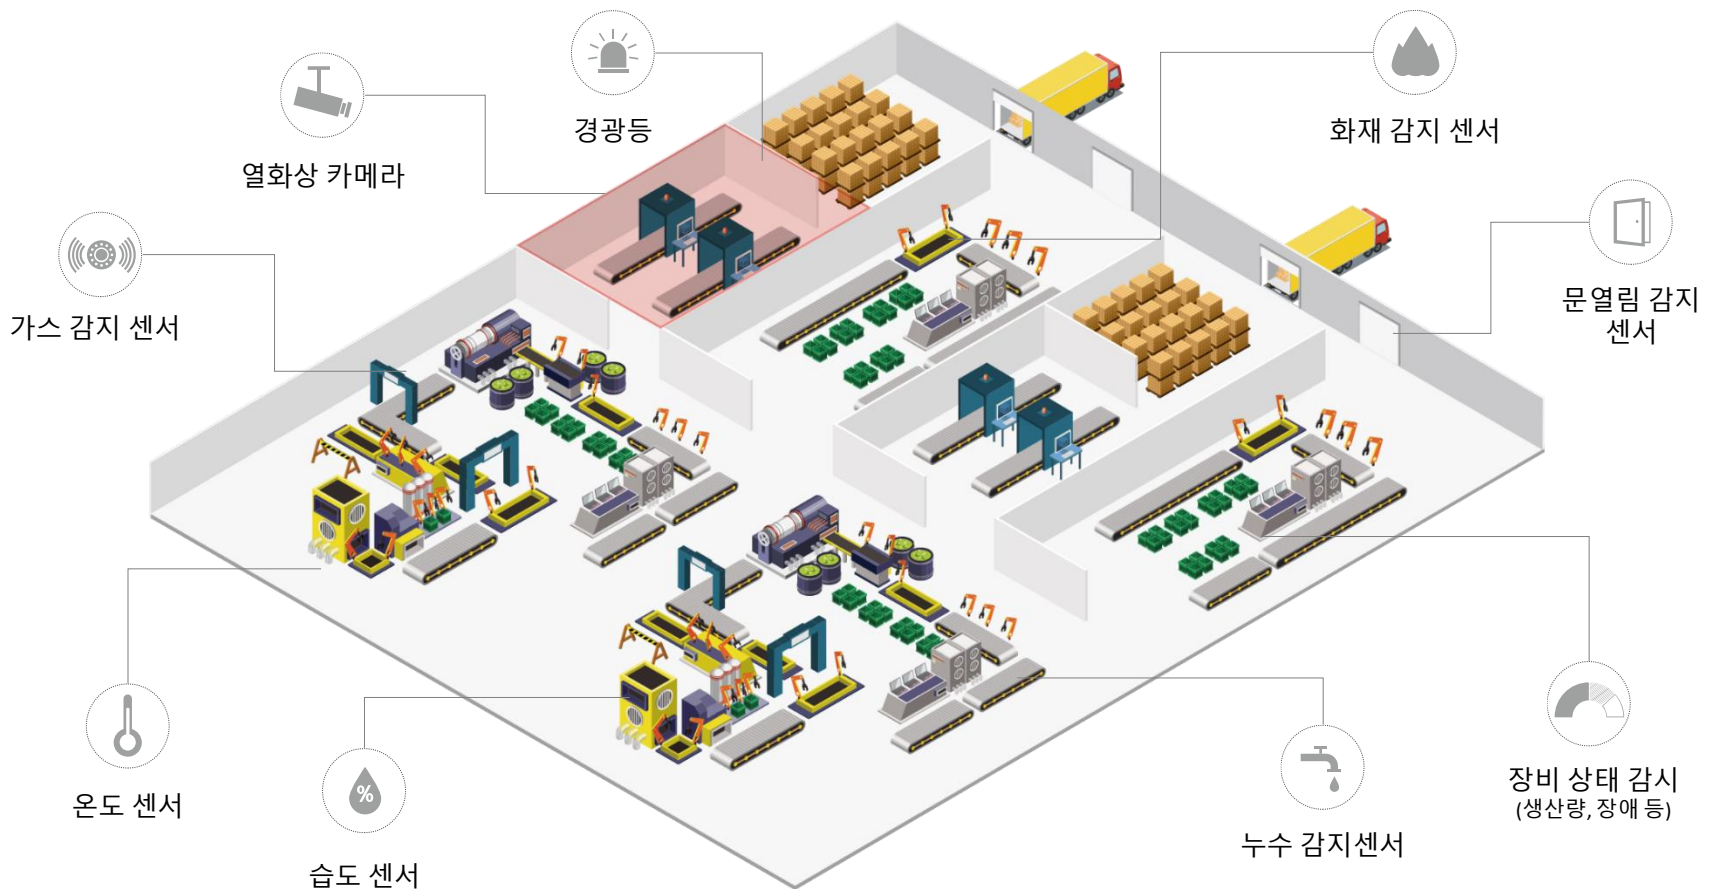 경광등
화재 감지 센서
열화상 카메라
가스 감지 센서
문열림 감지
센서
%
온도 센서
습도 센서
누수 감지센서
장비 상태 감시
(생산량, 장애 등)